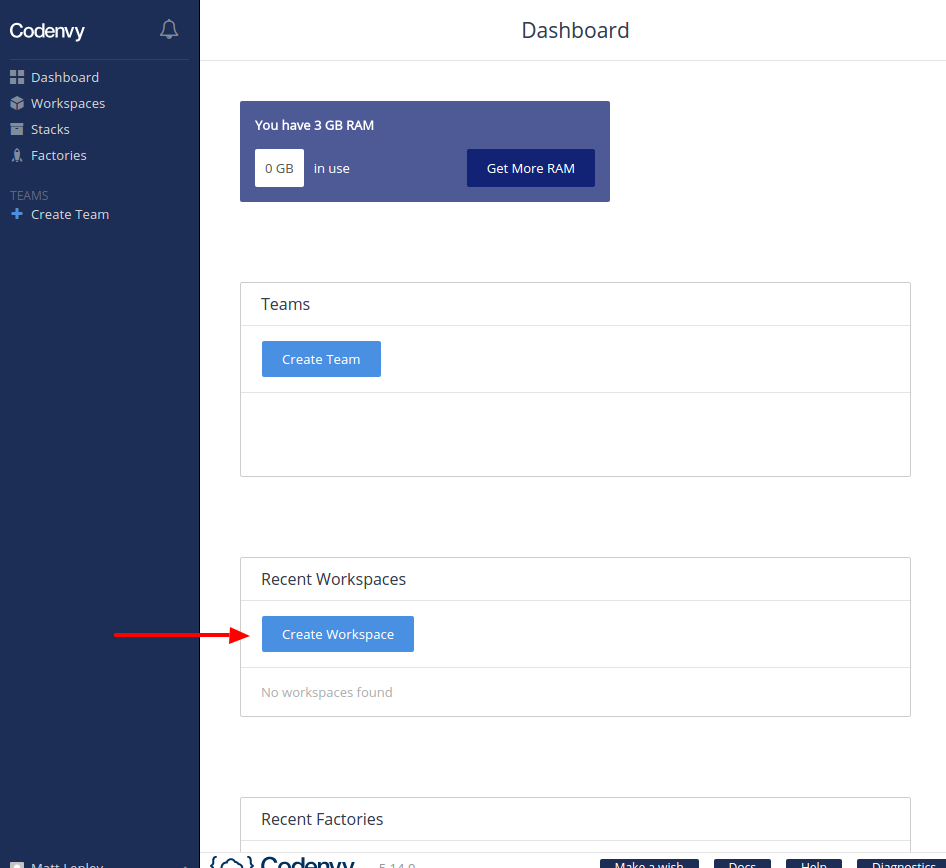 Codenvy
Dashboard
Dashboard
Workspaces
Stacks
Factories
TEAMS
Create Team
You have 3 GB RAM
0 GB in use
Get More RAM
Teams
Create Team
Recent Workspaces
Create Workspace
No workspaces found
Recent Factories
Matt Lepley
Codenvy 5.14.0
Make a wish
Docs
Help
Diagnostics